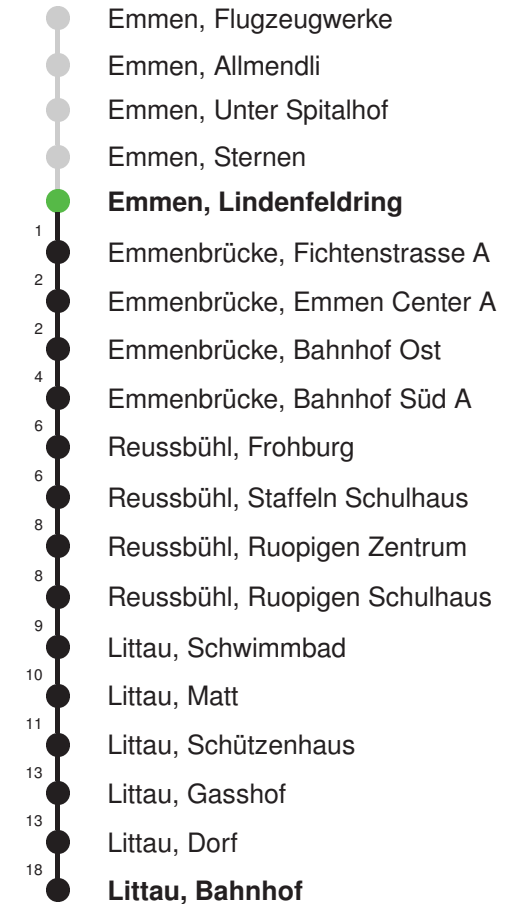 Emmen, Flugzeugwerke
Emmen, Allmendli
Emmen, Unter Spitalhof
Emmen, Sternen
Emmen, Lindenfeldring
1
Emmenbrücke, Fichtenstrasse A
2
Emmenbrücke, Emmen Center A
2
Emmenbrücke, Bahnhof Ost
4
Emmenbrücke, Bahnhof Süd A
6
Reussbühl, Frohburg
6
Reussbühl, Staffeln Schulhaus
8
Reussbühl, Ruopigen Zentrum
8
Reussbühl, Ruopigen Schulhaus
9
Littau, Schwimmbad
10
Littau, Matt
11
Littau, Schützenhaus
13
Littau, Gasshof
13
Littau, Dorf
18
Littau, Bahnhof